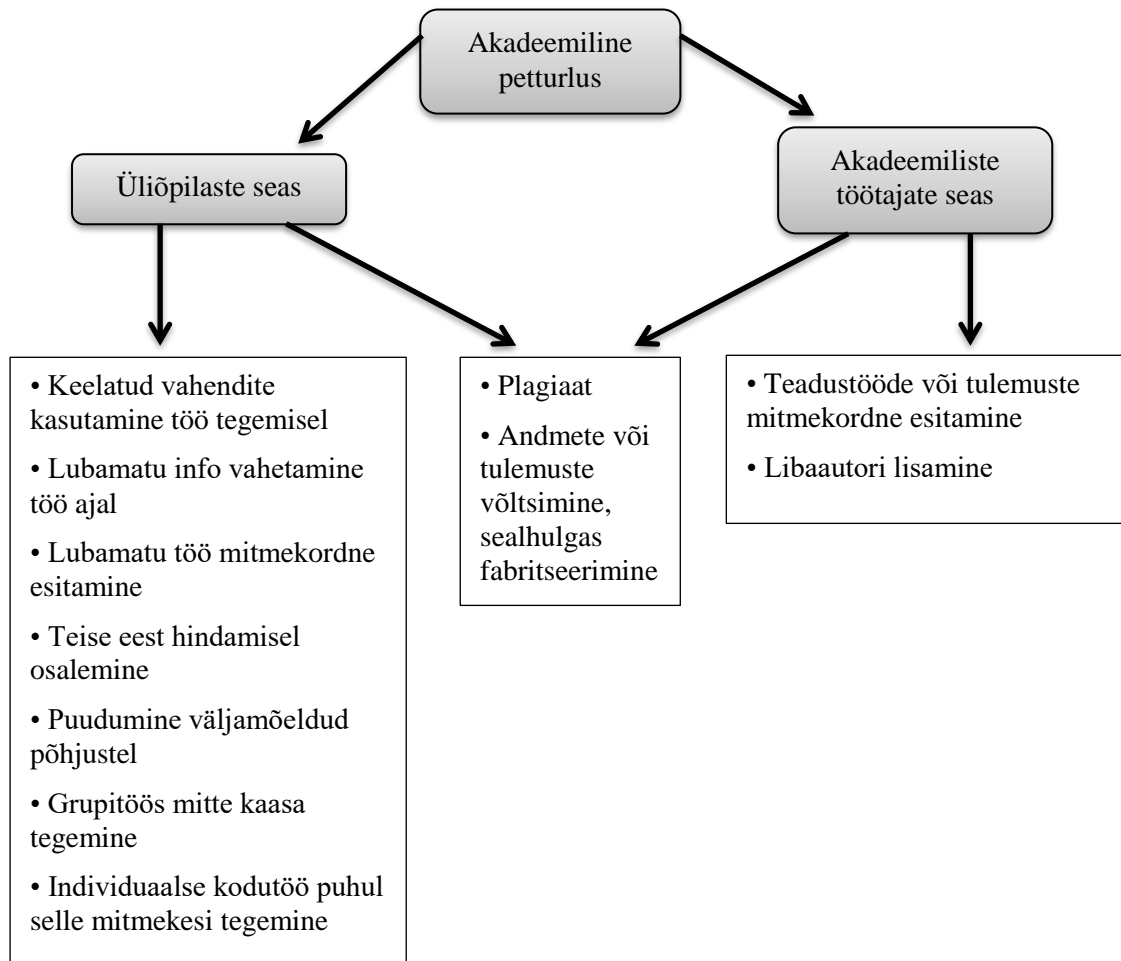 Akadeemiline
petturlus
Üliõpilaste seas
Akadeemiliste
töötajate seas
• Keelatud vahendite
kasutamine töö tegemisel
• Lubamatu info vahetamine
töö ajal
• Lubamatu töö mitmekordne
esitamine
• Teise eest hindamisel
osalemine
• Puudumine väljamõeldud
põhjustel
• Grupitöös mitte kaasa
tegemine
• Individuaalse kodutöö puhul
selle mitmekesi tegemine
• Plagiaat
• Andmete või
tulemuste
võltsimine,
sealhulgas
fabritseerimine
• Teadustööde või tulemuste
mitmekordne esitamine
• Libaautori lisamine